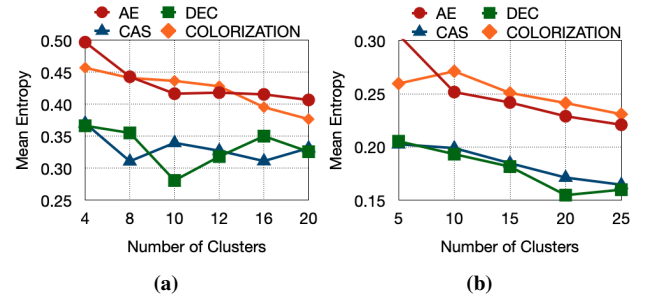 AE DEC
CAS COLORIZATION
0.50
0.45
0.40
0.35
0.30
0.25
Mean Entropy
4 8 10 12 16 20
Number of Clusters
(a)
AE DEC
CAS COLORIZATION
0.30
0.25
0.20
0.15
Mean Entropy
5 10 15 20 25
Number of Clusters
(b)